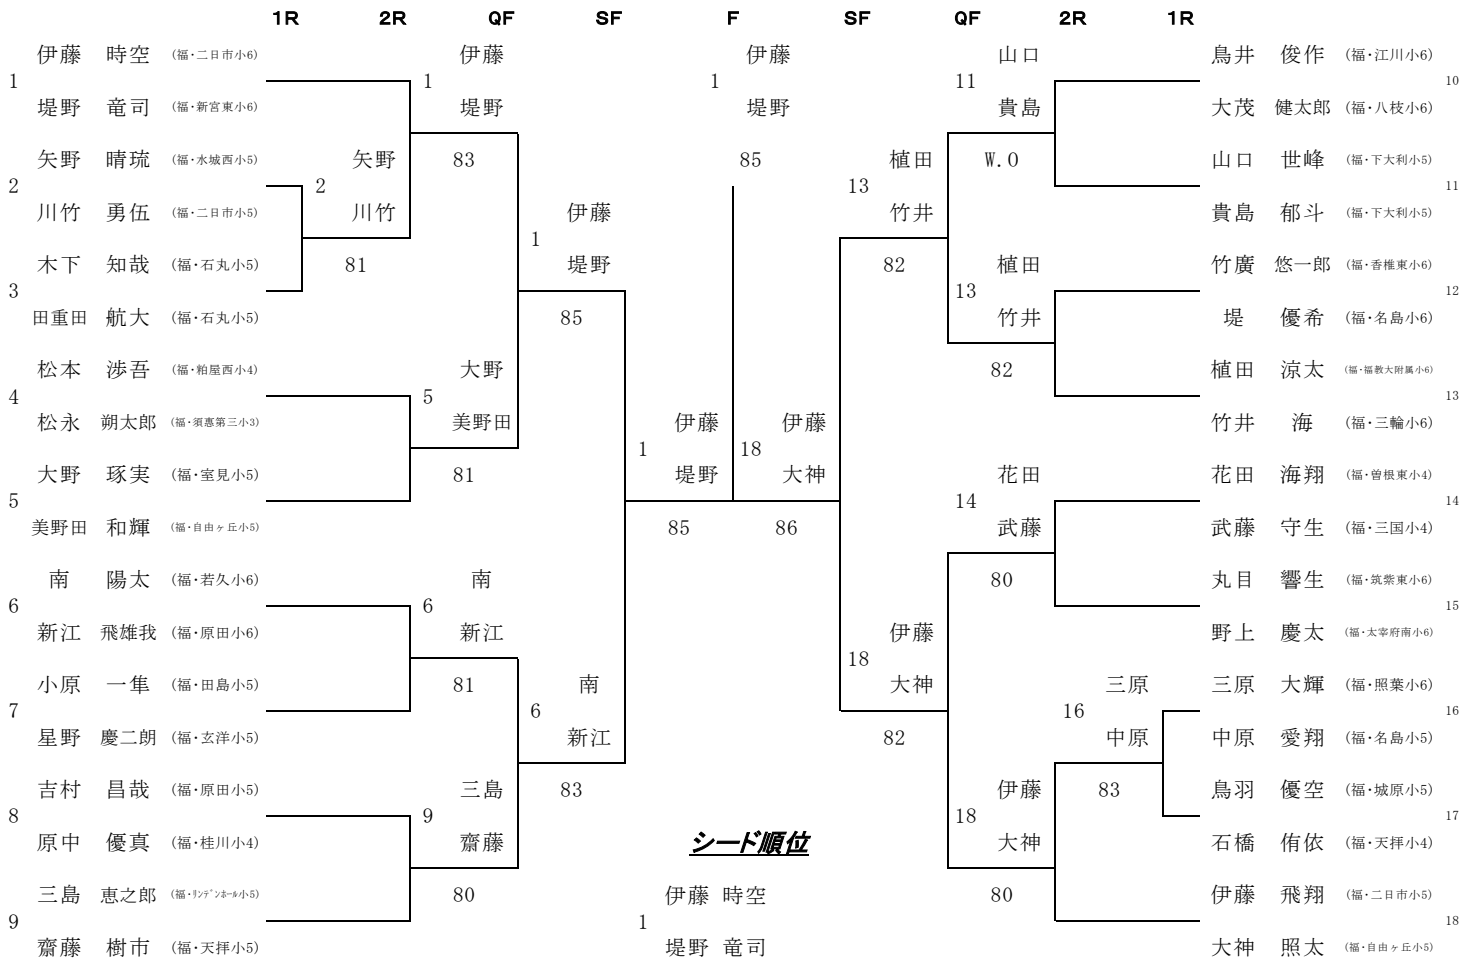 1R 2R QF SF F SF QF 2R 1R
伊藤 時空 (福・二日市小6) 伊藤 伊藤 山口 鳥井 俊作 (福・江川小6)
1 1 1 11 10
堤野 竜司 (福・新宮東小6) 堤野 堤野 貴島 大茂 健太郎 (福・八枝小6)
矢野 晴琉 (福・水城西小5) 矢野 83 85 植田 W.O 山口 世峰 (福・下大利小5)
2 2 13 11
川竹 勇伍 (福・二日市小5) 川竹 伊藤 竹井 貴島 郁斗 (福・下大利小5)
1
木下 知哉 (福・石丸小5) 81 堤野 82 植田 竹廣 悠一郎 (福・香椎東小6)
3 13 12
田重田 航大 (福・石丸小5) 85 竹井 堤 優希 (福・名島小6)
松本 渉吾 (福・粕屋西小4) 大野 82 植田 涼太 (福・福教大附属小6)
4 5 13
松永 朔太郎 (福・須恵第三小3) 美野田 伊藤 伊藤 竹井 海 (福・三輪小6)
1 18
大野 琢実 (福・室見小5) 81 堤野 大神 花田 花田 海翔 (福・曽根東小4)
5 14 14
美野田 和輝 (福・自由ヶ丘小5) 85 86 武藤 武藤 守生 (福・三国小4)
南 陽太 (福・若久小6) 南 80 丸目 響生 (福・筑紫東小6)
6 6 15
新江 飛雄我 (福・原田小6) 新江 伊藤 野上 慶太 (福・太宰府南小6)
18
小原 一隼 (福・田島小5) 81 南 大神 三原 三原 大輝 (福・照葉小6)
7 6 16 16
星野 慶二朗 (福・玄洋小5) 新江 82 中原 中原 愛翔 (福・名島小5)
吉村 昌哉 (福・原田小5) 三島 83 伊藤 83 鳥羽 優空 (福・城原小5)
8 9 18 17
原中 優真 (福・桂川小4) 齋藤 シード順位 大神 石橋 侑依 (福・天拝小4)
三島 恵之郎 (福・リンデンホール小5) 80 伊藤 時空 80 伊藤 飛翔 (福・二日市小5)
9 1 18
齋藤 樹市 (福・天拝小5) 堤野 竜司 大神 照太 (福・自由ヶ丘小5)